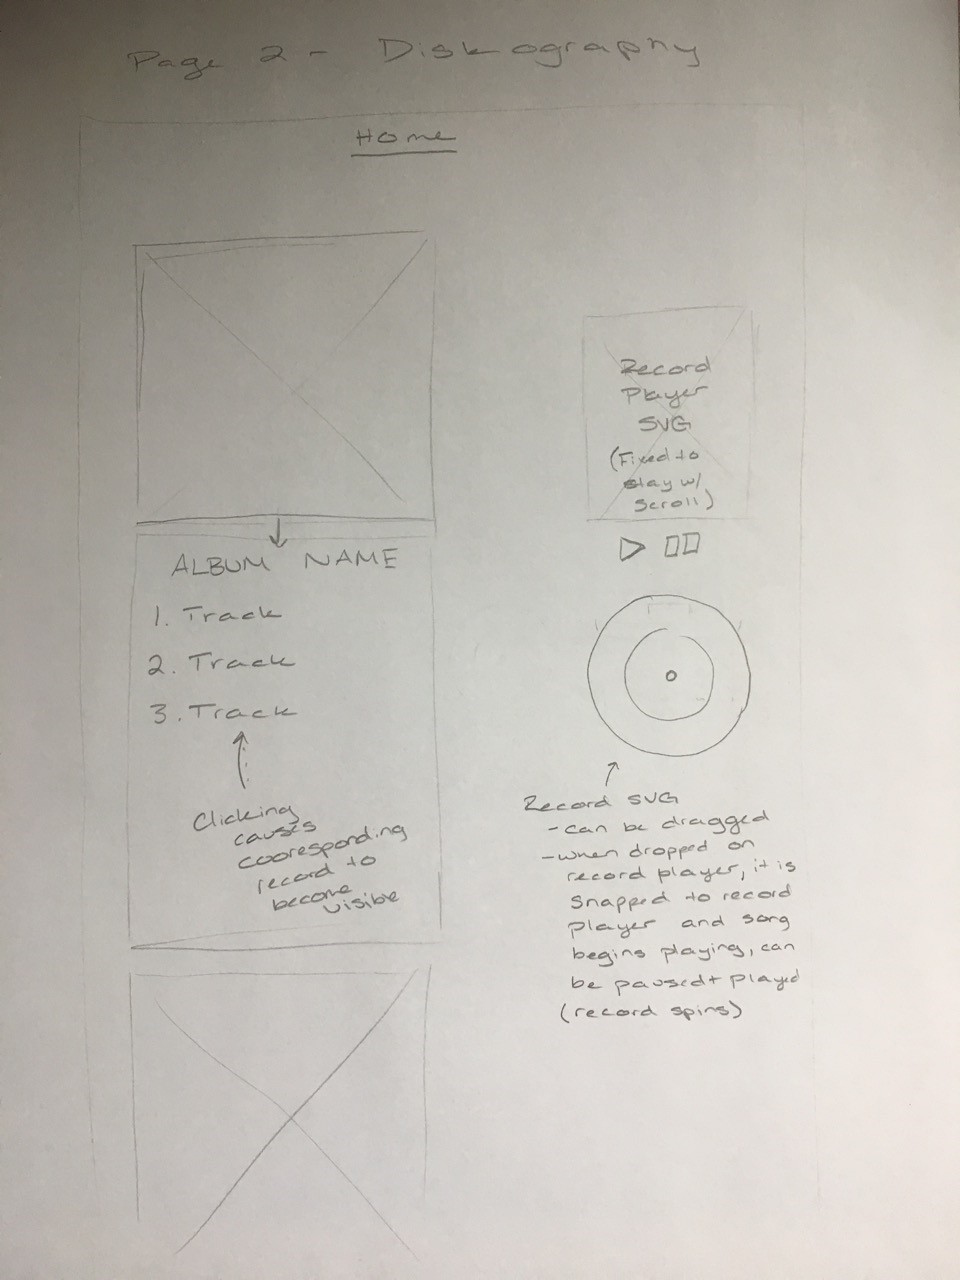 Page 2 - Diskography
Home
ALBUM NAME
1. Track
2. Track
3. Track
Clicking
causes
cooresponding
record to
become
visible
Record
Player
SVG
(Fixed to
stay w/
scroll)
Record SVG
- can be dragged
- when dropped on
record player, it is
snapped to record
player and song
begins playing, can
be paused + played
(record spins)